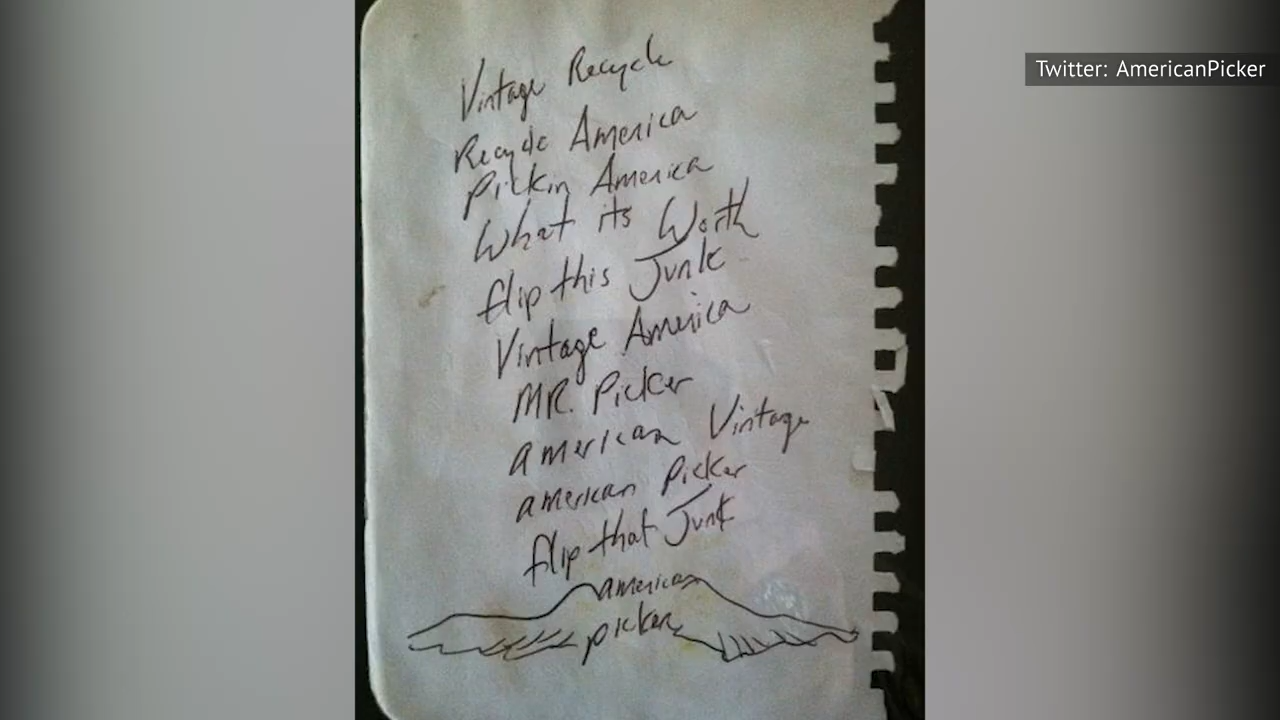 Twitter: AmericanPicker
Vintage Recycle
Recycle America
Pickin America
What its Worth
flip this Junk
Vintage America
MR. Picker
american Vintage
american Picker
flip that Junk
american
picker